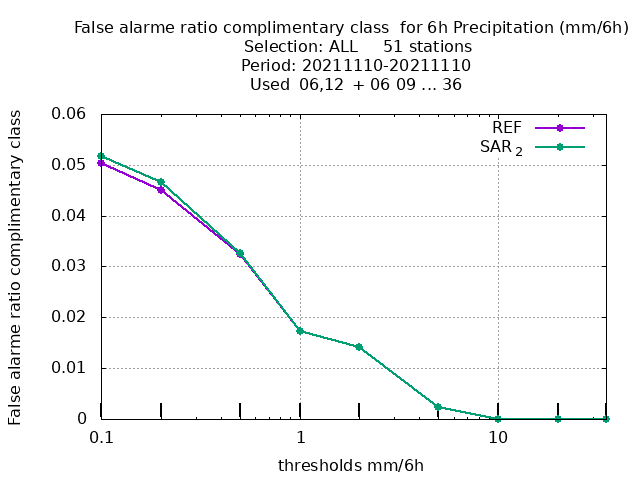 False alarme ratio complimentary class  for 6h Precipitation (mm/6h)
Selection: ALL     51 stations
Period: 20211110-20211110
Used  06,12  + 06 09 ... 36
False alarme ratio complimentary class
0.06
0.05
0.04
0.03
0.02
0.01
0
REF
SAR 2
0.1
1
10
thresholds mm/6h